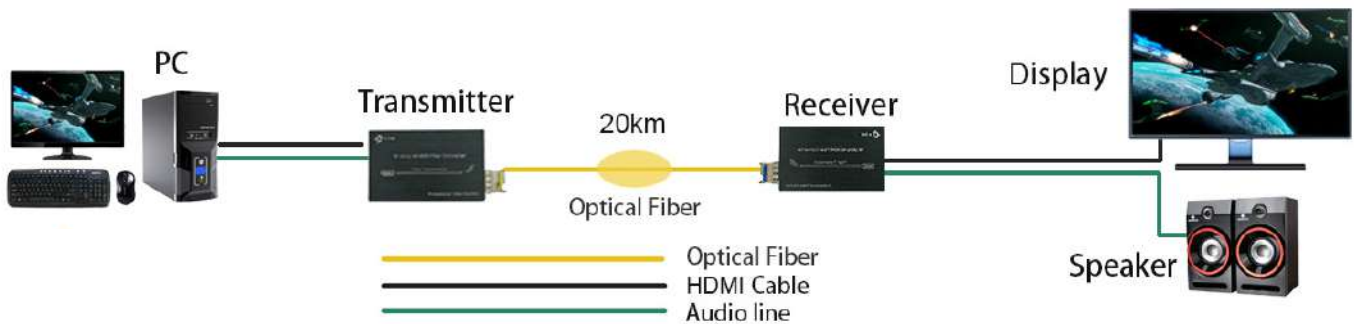 PC
Transmitter
20km
Optical Fiber
Receiver
Display
Speaker
Optical Fiber
HDMI Cable
Audio line